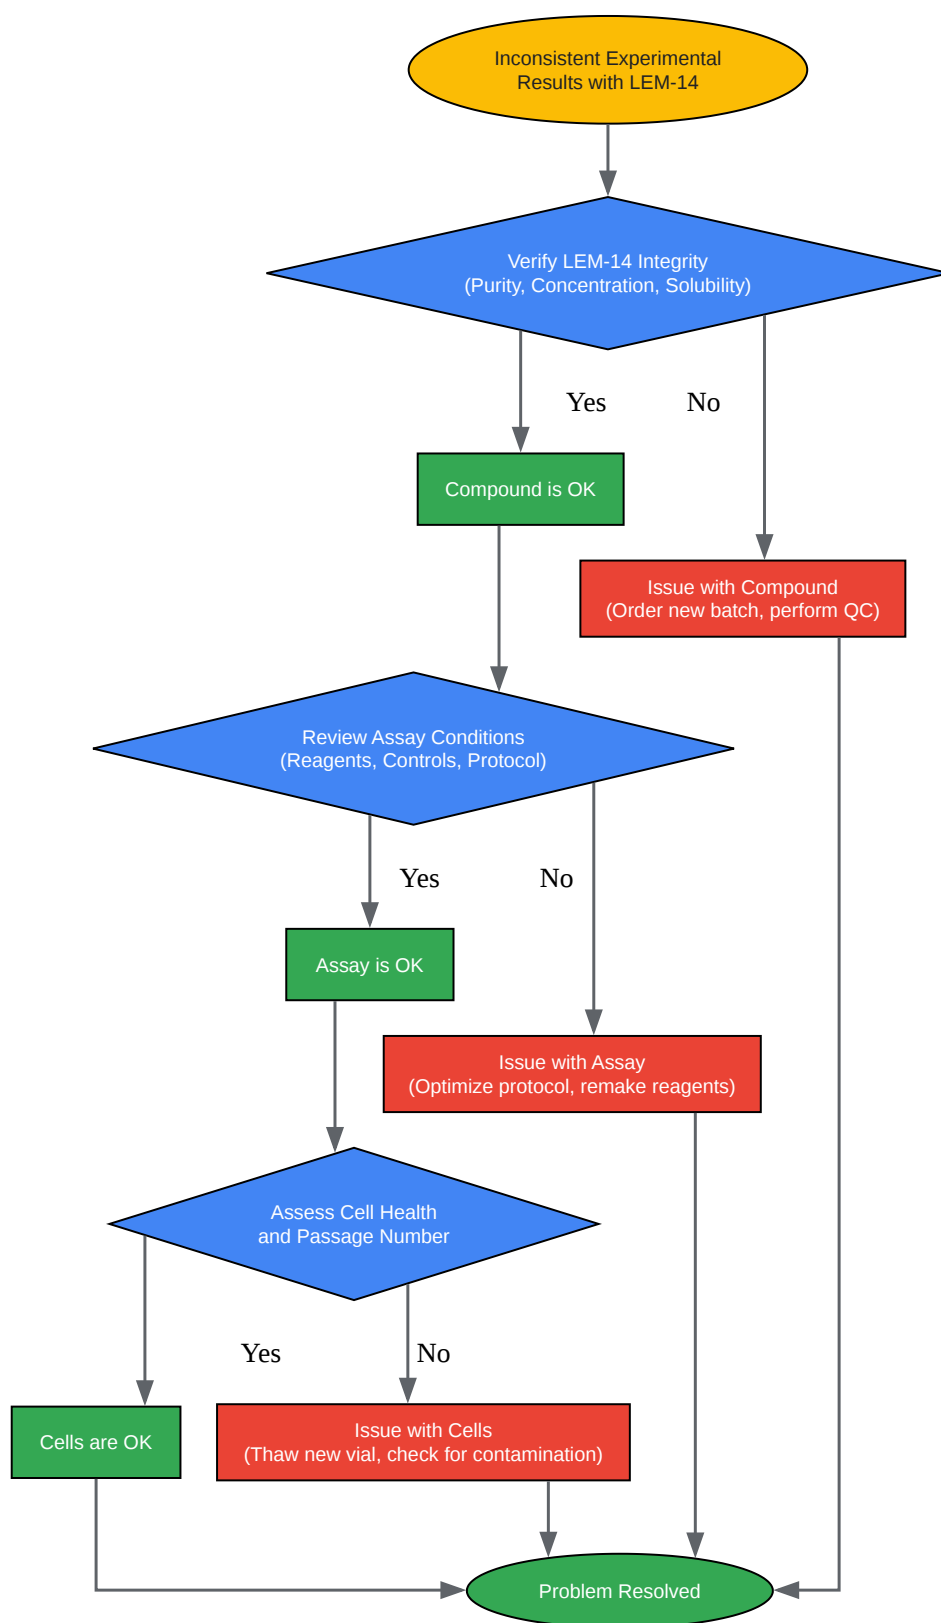 Inconsistent Experimental
Results with LEM-14
Verify LEM-14 Integrity
(Purity, Concentration, Solubility)
Yes
No
Compound is OK
Issue with Compound
(Order new batch, perform QC)
Review Assay Conditions
(Reagents, Controls, Protocol)
Yes
No
Assay is OK
Issue with Assay
(Optimize protocol, remake reagents)
Assess Cell Health
and Passage Number
Yes
No
Cells are OK
Issue with Cells
(Thaw new vial, check for contamination)
Problem Resolved